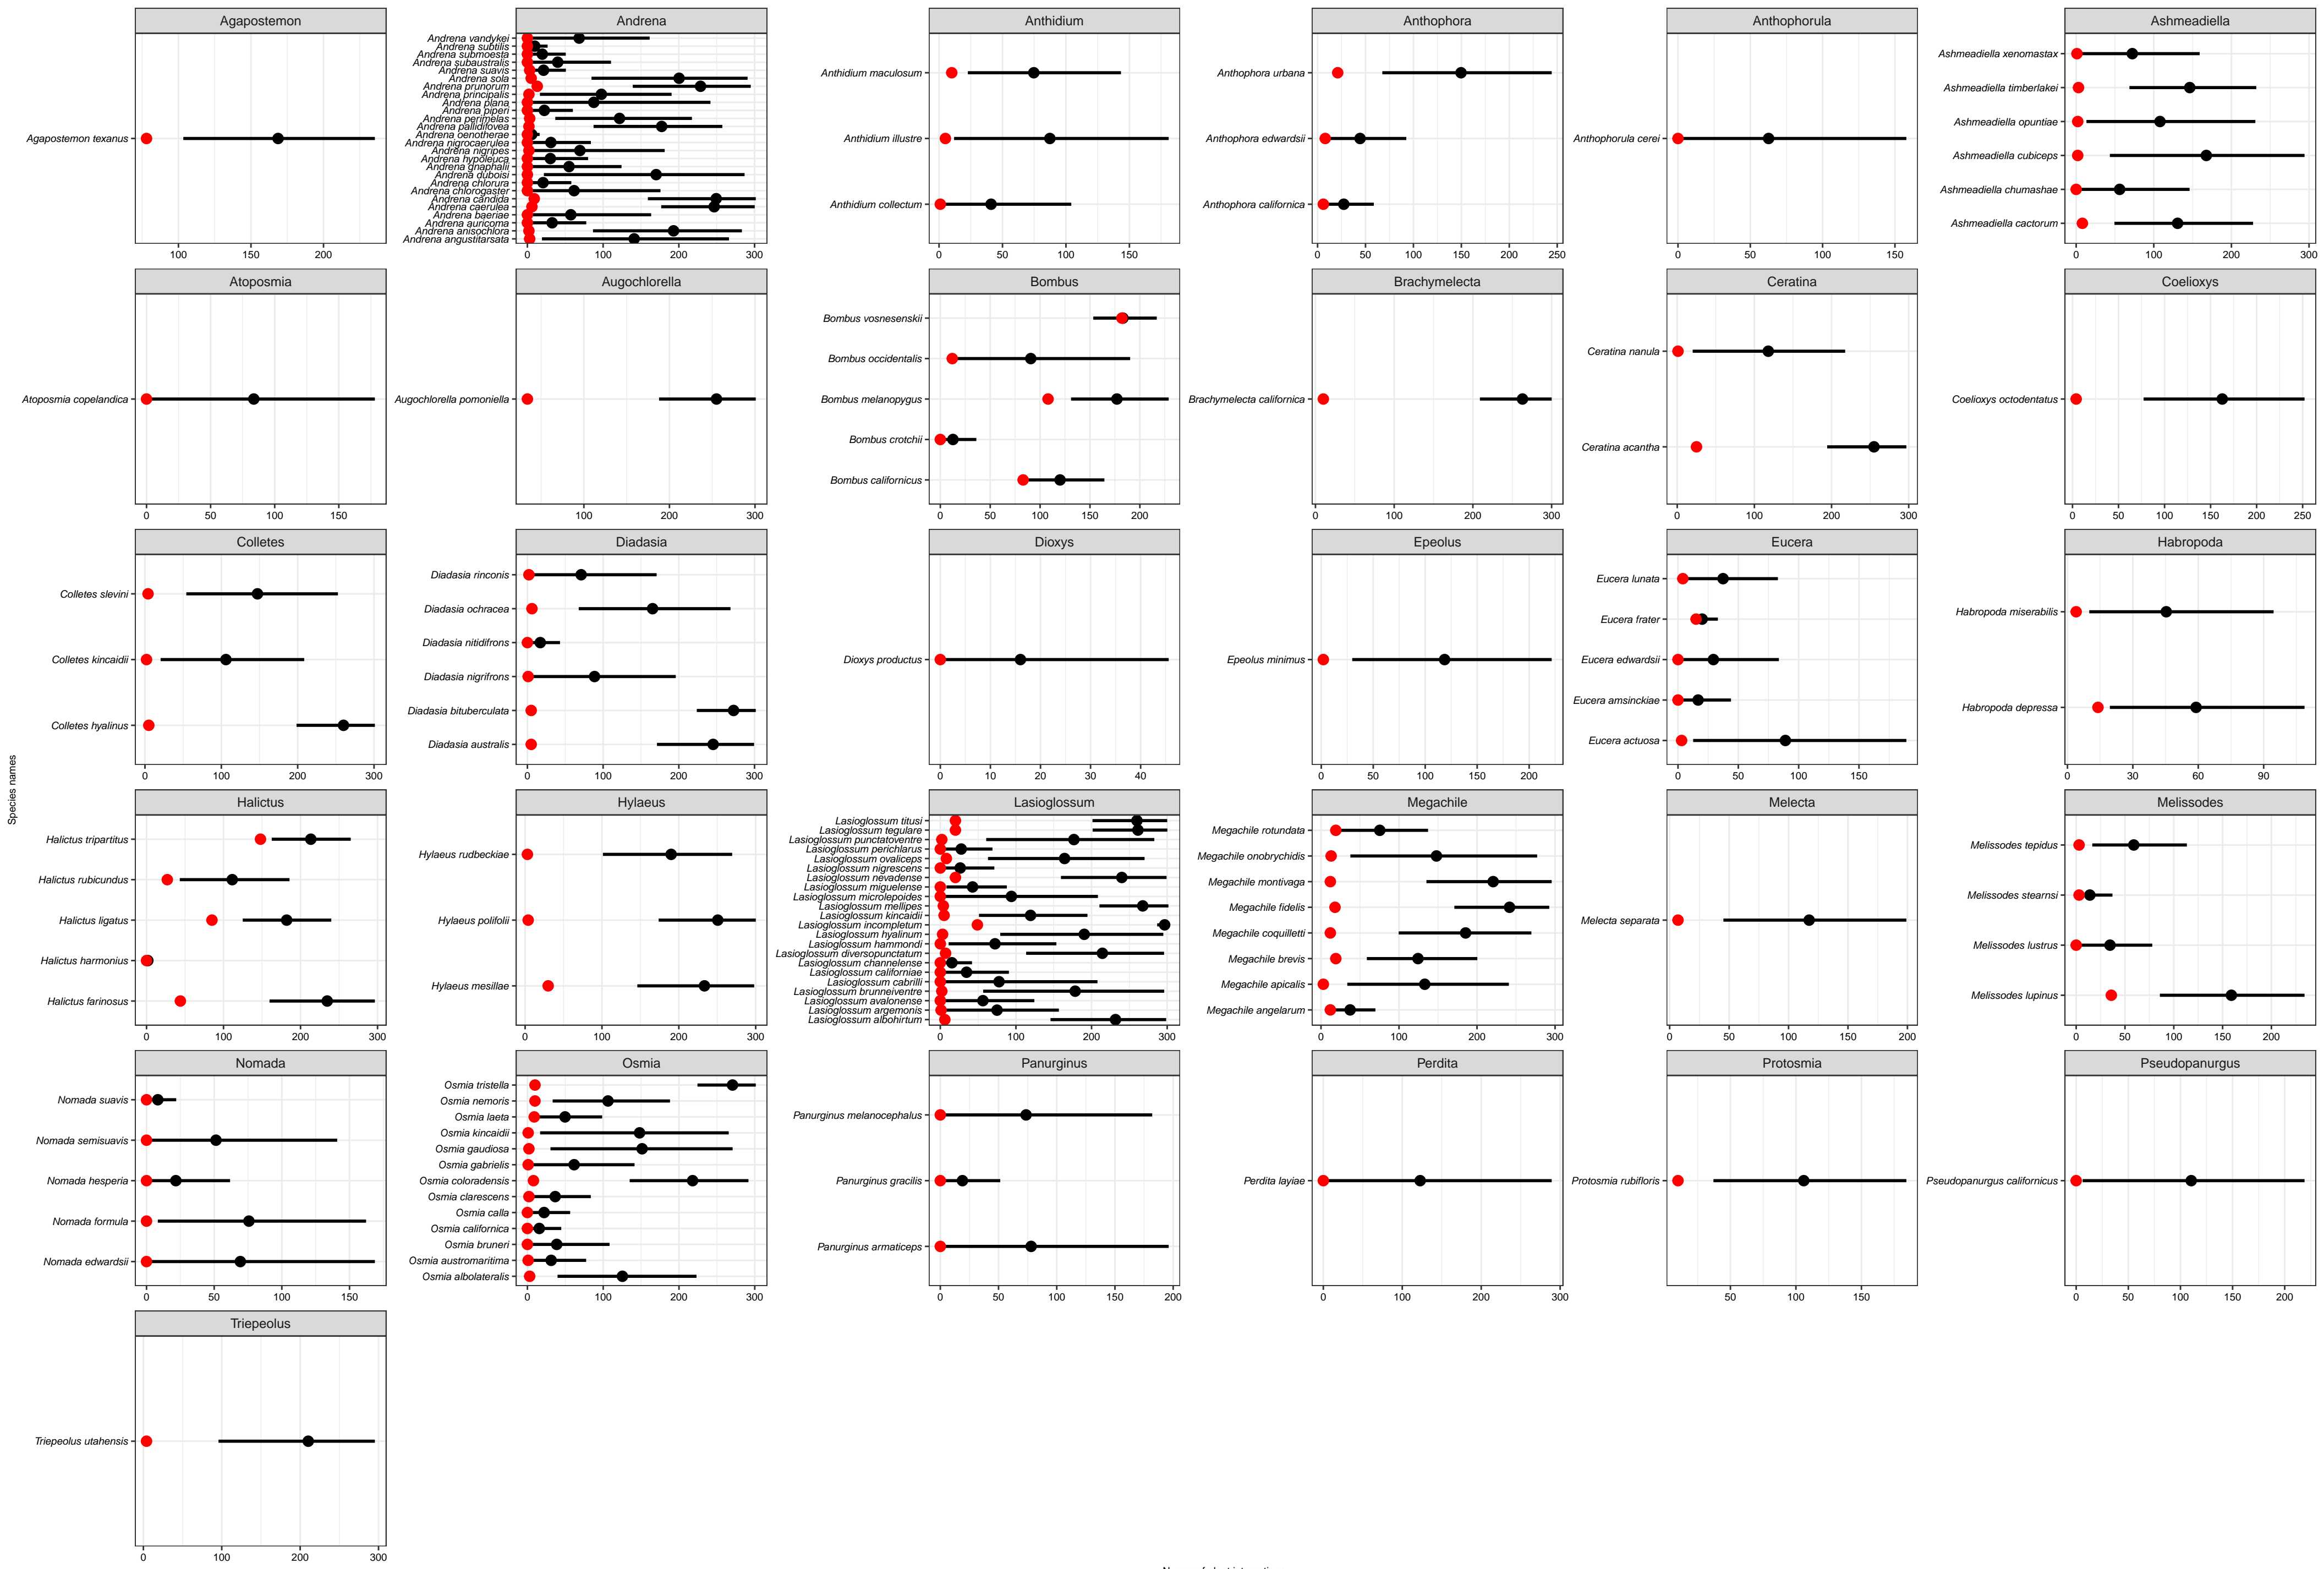 Agapostemon
Andrena
Anthidium
Anthophora
Anthophorula
Ashmeadiella
Agapostemon texanus
100 150 200
Andrena vandykei
Andrena subtilis
Andrena submoesta
Andrena subaustralis
Andrena suavis
Andrena sola
Andrena prunorum
Andrena principalis
Andrena plana
Andrena piperi
Andrena perimelas
Andrena pallidifovea
Andrena oenotherae
Andrena nigrocaerulea
Andrena nigripes
Andrena hypoleuca
Andrena gnaphalii
Andrena duboisi
Andrena chlorura
Andrena chlorogaster
Andrena candida
Andrena caerulea
Andrena baeriae
Andrena auricoma
Andrena anisochlora
Andrena angustitarsata
0 100 200 300
Anthidium maculosum
Anthidium illustre
Anthidium collectum
0 50 100 150
Anthophora urbana
Anthophora edwardsii
Anthophora californica
0 50 100 150 200 250
Anthophorula cerei
0 50 100 150
Ashmeadiella xenomastax
Ashmeadiella timberlakei
Ashmeadiella opuntiae
Ashmeadiella cubiceps
Ashmeadiella chumashae
Ashmeadiella cactorum
0 100 200 300
Atoposmia
Augochlorella
Bombus
Brachymelecta
Ceratina
Coelioxys
Atoposmia copelandica
0 50 100 150
Augochlorella pomoniella
100 200 300
Bombus vosnesenskii
Bombus occidentalis
Bombus melanopygus
Bombus crotchii
Bombus californicus
0 50 100 150 200
Brachymelecta californica
0 100 200 300
Ceratina nanula
Ceratina acantha
0 100 200 300
Coelioxys octodentatus
0 50 100 150 200 250
Colletes
Diadasia
Dioxys
Epeolus
Eucera
Habropoda
Colletes slevini
Colletes kincaidii
Colletes hyalinus
0 100 200 300
Diadasia rinconis
Diadasia ochracea
Diadasia nitidifrons
Diadasia nigrifrons
Diadasia bituberculata
Diadasia australis
0 100 200 300
Dioxys productus
0 10 20 30 40
Epeolus minimus
0 50 100 150 200
Eucera lunata
Eucera frater
Eucera edwardsii
Eucera amsinckiae
Eucera actuosa
0 50 100 150
Habropoda miserabilis
Habropoda depressa
0 30 60 90
Species names
Halictus
Hylaeus
Lasioglossum
Megachile
Melecta
Melissodes
Halictus tripartitus
Halictus rubicundus
Halictus ligatus
Halictus harmonius
Halictus farinosus
0 100 200 300
Hylaeus rudbeckiae
Hylaeus polifolii
Hylaeus mesillae
0 100 200 300
Lasioglossum titusi
Lasioglossum tegulare
Lasioglossum punctatoventre
Lasioglossum perichlarus
Lasioglossum ovaliceps
Lasioglossum nigrescens
Lasioglossum nevadense
Lasioglossum miguelense
Lasioglossum microlepoides
Lasioglossum mellipes
Lasioglossum kincaidii
Lasioglossum incompletum
Lasioglossum hyalinum
Lasioglossum hammondi
Lasioglossum diversopunctatum
Lasioglossum channelense
Lasioglossum californiae
Lasioglossum cabrilli
Lasioglossum brunneiventre
Lasioglossum avalonense
Lasioglossum argemonis
Lasioglossum albohirtum
0 100 200 300
Megachile rotundata
Megachile onobrychidis
Megachile montivaga
Megachile fidelis
Megachile coquilletti
Megachile brevis
Megachile apicalis
Megachile angelarum
0 100 200 300
Melecta separata
0 50 100 150 200
Melissodes tepidus
Melissodes stearnsi
Melissodes lustrus
Melissodes lupinus
0 50 100 150 200
Nomada
Osmia
Panurginus
Perdita
Protosmia
Pseudopanurgus
Nomada suavis
Nomada semisuavis
Nomada hesperia
Nomada formula
Nomada edwardsii
0 50 100 150
Osmia tristella
Osmia nemoris
Osmia laeta
Osmia kincaidii
Osmia gaudiosa
Osmia gabrielis
Osmia coloradensis
Osmia clarescens
Osmia calla
Osmia californica
Osmia bruneri
Osmia austromaritima
Osmia albolateralis
0 100 200 300
Panurginus melanocephalus
Panurginus gracilis
Panurginus armaticeps
0 50 100 150 200
Perdita layiae
0 100 200 300
Protosmia rubifloris
50 100 150
Pseudopanurgus californicus
0 50 100 150 200
Triepeolus
Triepeolus utahensis
0 100 200 300